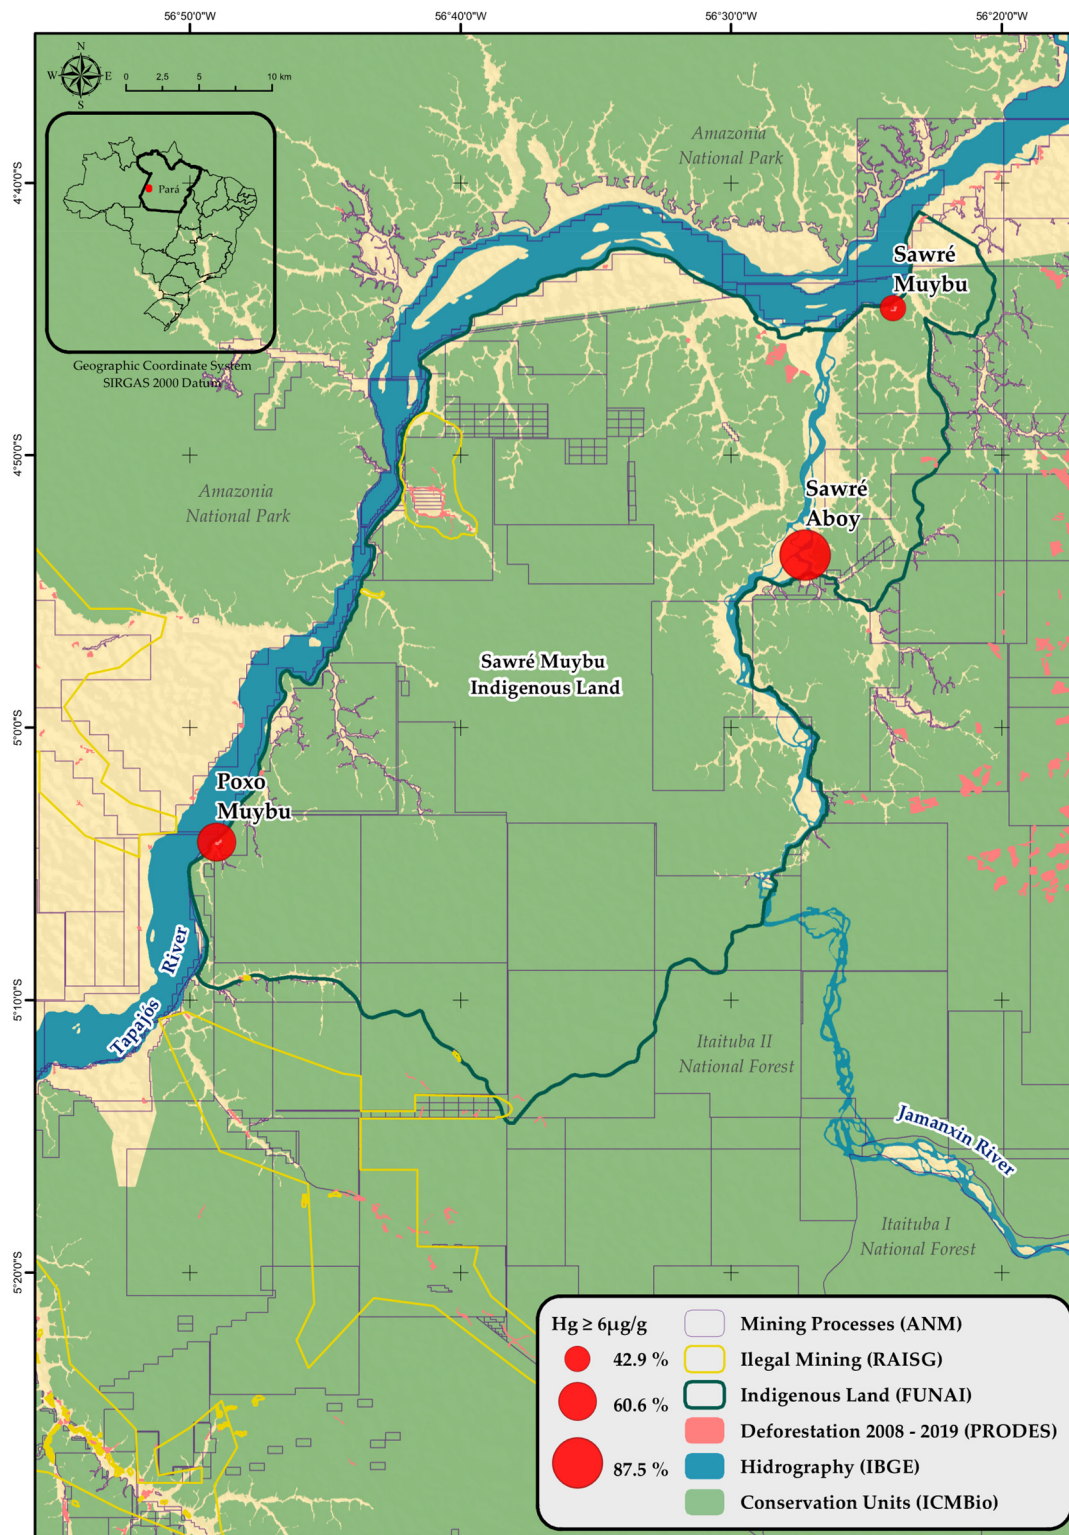 56°50'0"W
56°40'0"W
56°30'0"W
56°20'0"W
N
W
E
S
0
2,5
5
10 km
Pará
Geographic Coordinate System
SIRGAS 2000 Datum
4°40'0"S
4°50'0"S
5°0'0"S
5°10'0"S
5°20'0"S
Amazonia
National Park
Sawré
Muybu
Amazonia
National Park
Sawré
Aboy
Sawré Muybu
Indigenous Land
Poxo
Muybu
Tapajós
River
Itaituba II
National Forest
Jamanxin River
Itaituba I
National Forest
Hg ≥ 6µg/g
42.9 %
60.6 %
87.5 %
Mining Processes (ANM)
Ilegal Mining (RAISG)
Indigenous Land (FUNAI)
Deforestation 2008 - 2019 (PRODES)
Hidrography (IBGE)
Conservation Units (ICMBio)